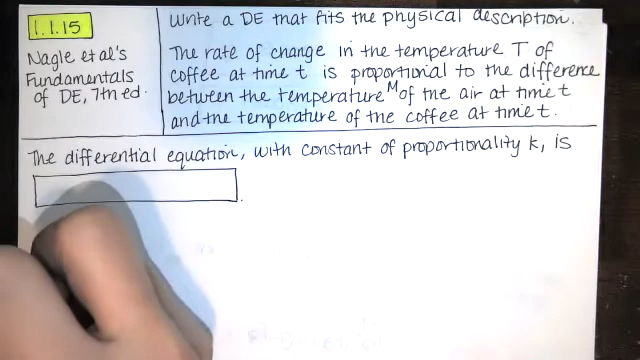 1.1.15
Nagle et al's
Fundamentals
of DE, 7th ed.
Write a DE that fits the physical description.
The rate of change in the temperature T of
coffee at time t is proportional to the difference
between the temperature M of the air at time t
and the temperature of the coffee at time t.
The differential equation, with constant of proportionality k, is
.